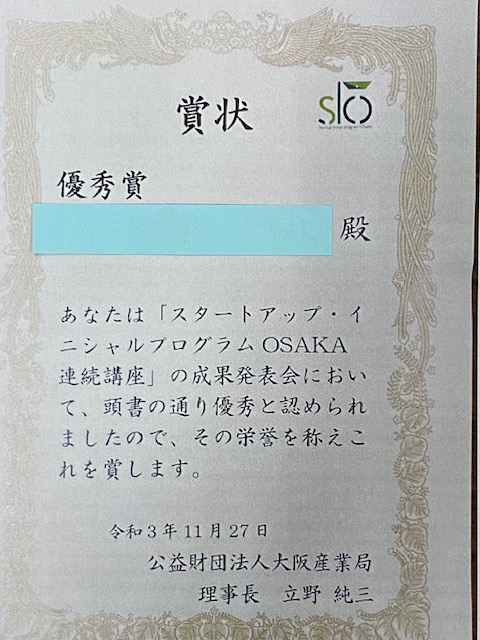 賞状
優秀賞
殿
あなたは「スタートアップ・イ
ニシャルプログラムOSAKA
連続講座」の成果発表会におい
て、頭書の通り優秀と認められ
ましたので、その栄誉を称えこ
れを賞します。
令和3年11月27日
公益財団法人大阪産業局
理事長 立野 純三